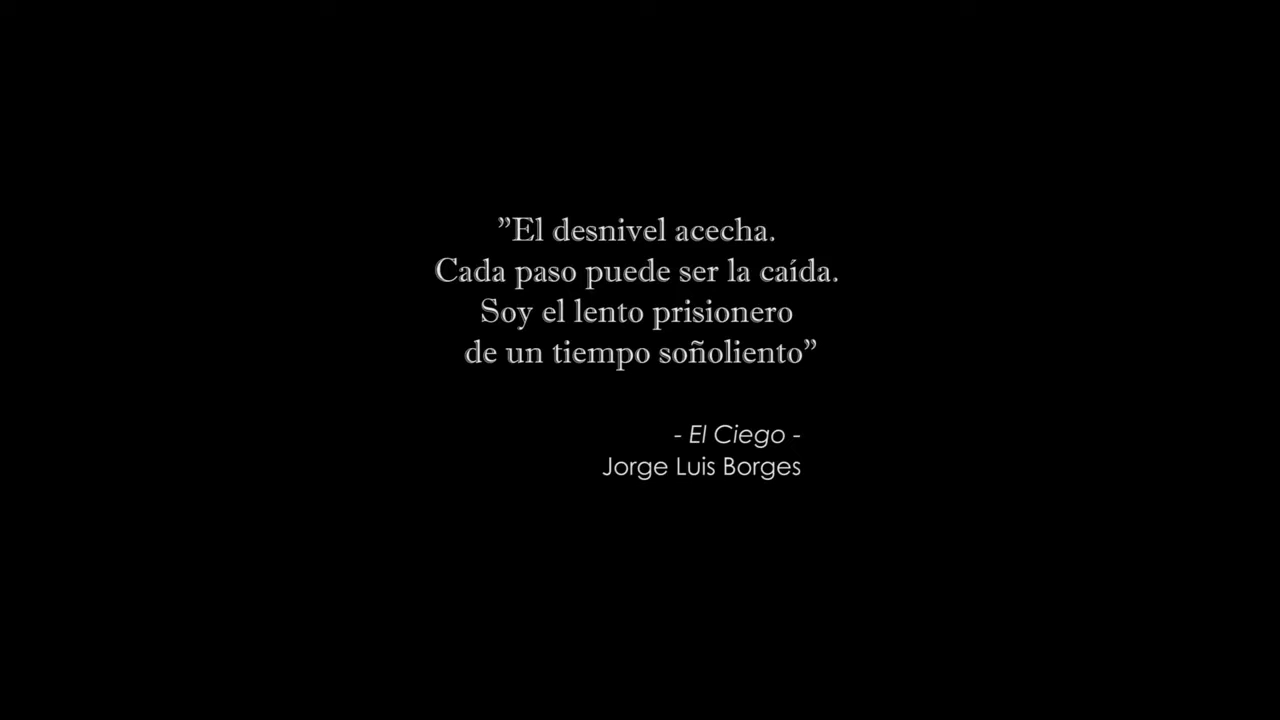 ”El desnivel acecha.
Cada paso puede ser la caída.
Soy el lento prisionero
de un tiempo soñoliento”
- El Ciego -
Jorge Luis Borges